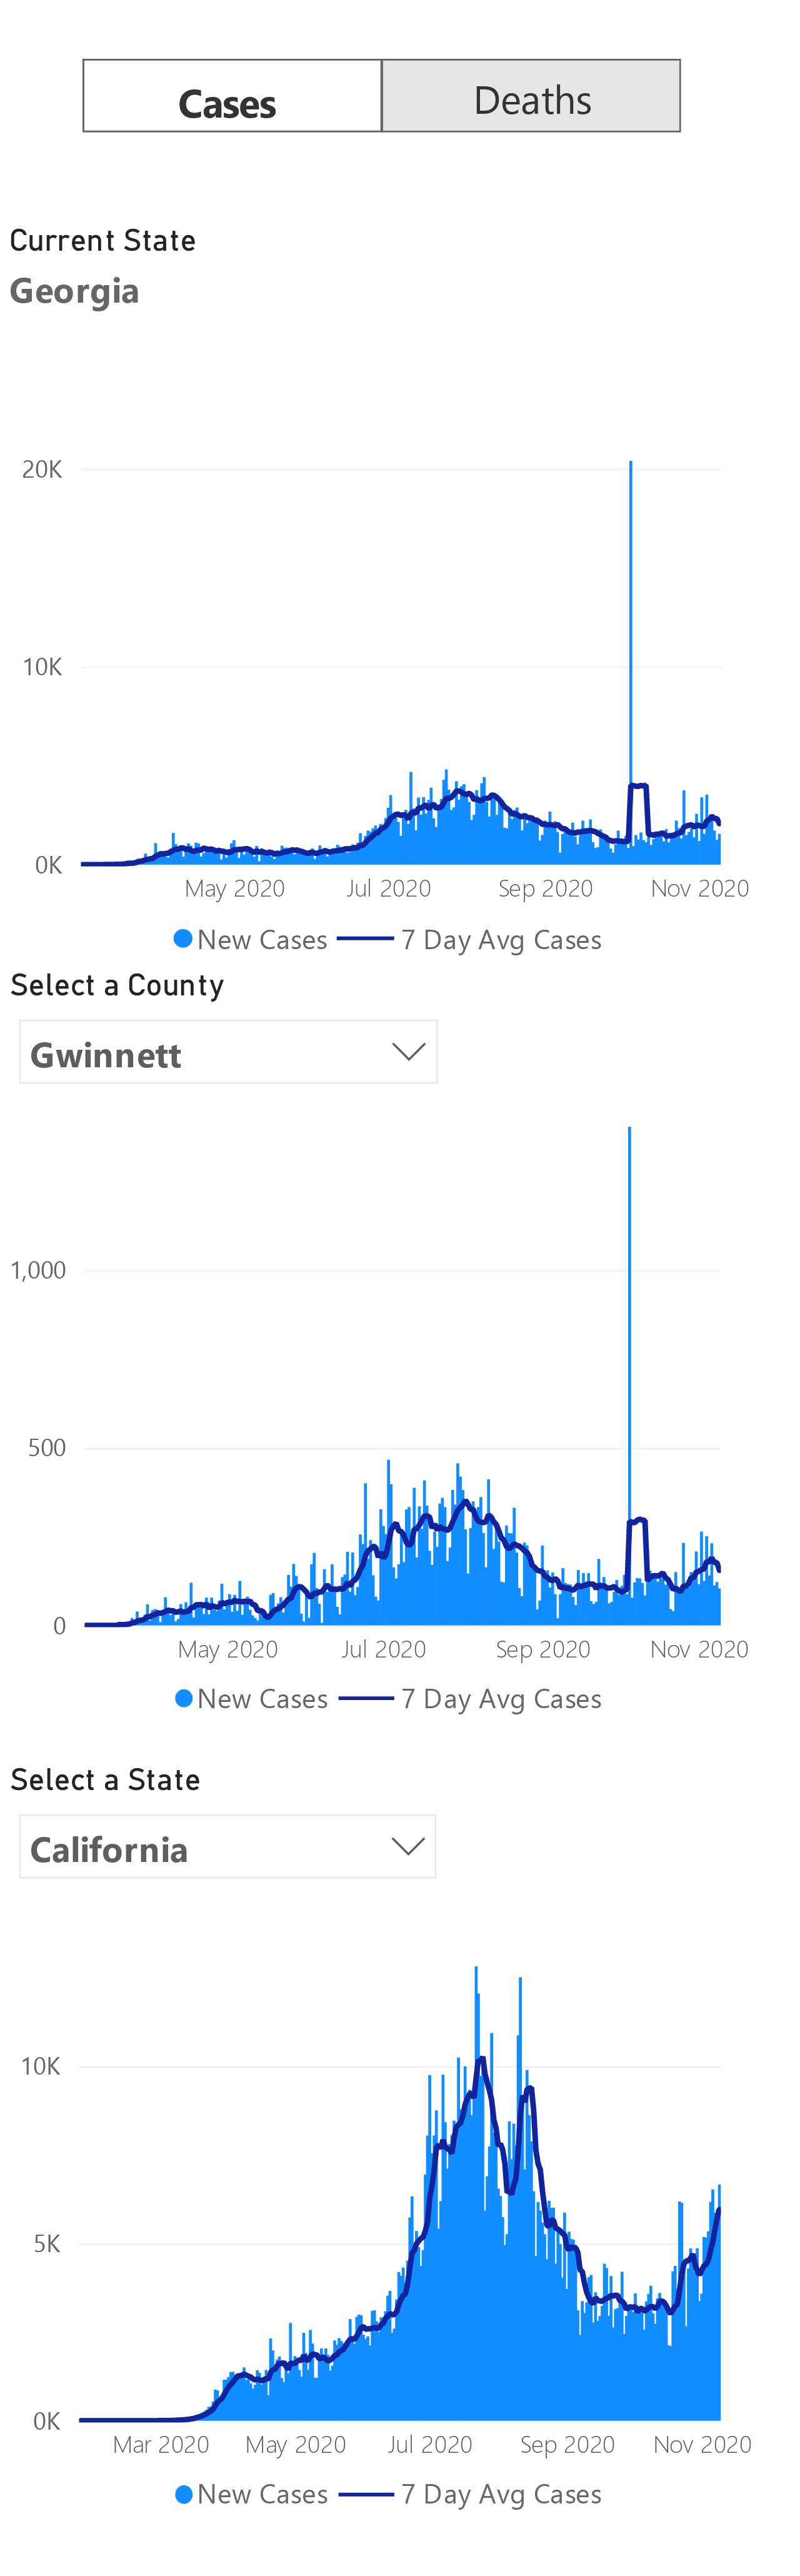 Cases Deaths
Current State
Georgia
20K
10K
0K
May 2020 Jul 2020 Sep 2020 Nov 2020
New Cases 7 Day Avg Cases
Select a County
Gwinnett
1,000
500
0
May 2020 Jul 2020 Sep 2020 Nov 2020
New Cases 7 Day Avg Cases
Select a State
California
10K
5K
0K
Mar 2020 May 2020 Jul 2020 Sep 2020 Nov 2020
New Cases 7 Day Avg Cases